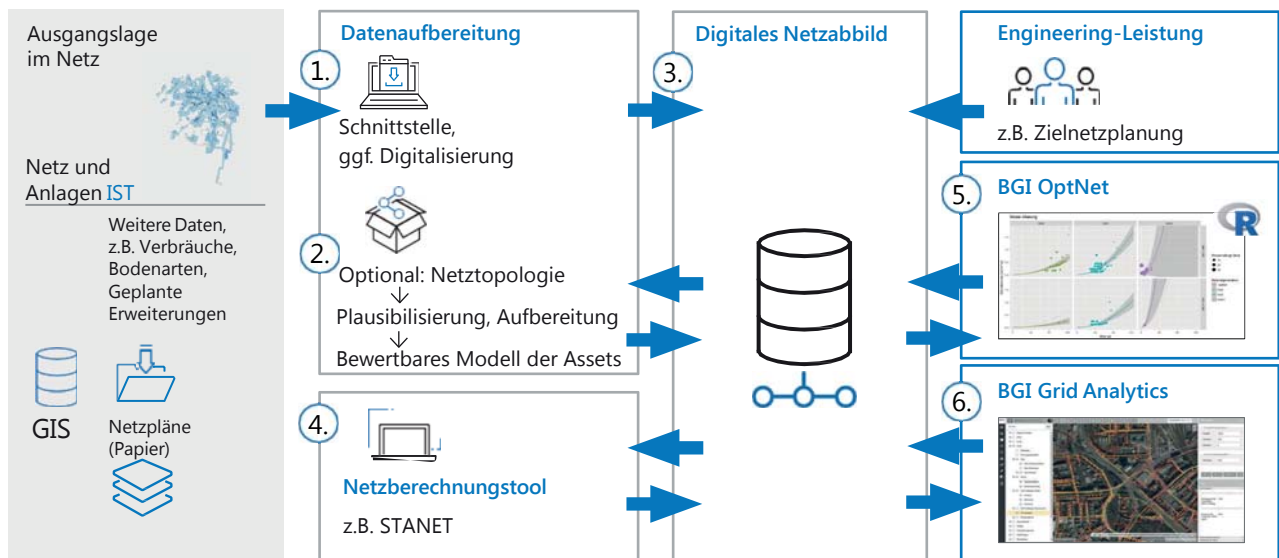 Ausgangslage
im Netz
Netz und
Anlagen IST
Weitere Daten,
z.B. Verbräuche,
Bodenarten,
Geplante
Erweiterungen
GIS
Netzpläne
(Papier)
Datenaufbereitung
1.
Schnittstelle,
ggf. Digitalisierung
2.
Optional: Netztopologie
Plausibilisierung, Aufbereitung
Bewertbares Modell der Assets
4.
Netzberechnungstool
z.B. STANET
Digitales Netzabbild
3.
Engineering-Leistung
z.B. Zielnetzplanung
5.
BGI OptNet
R
6.
BGI Grid Analytics